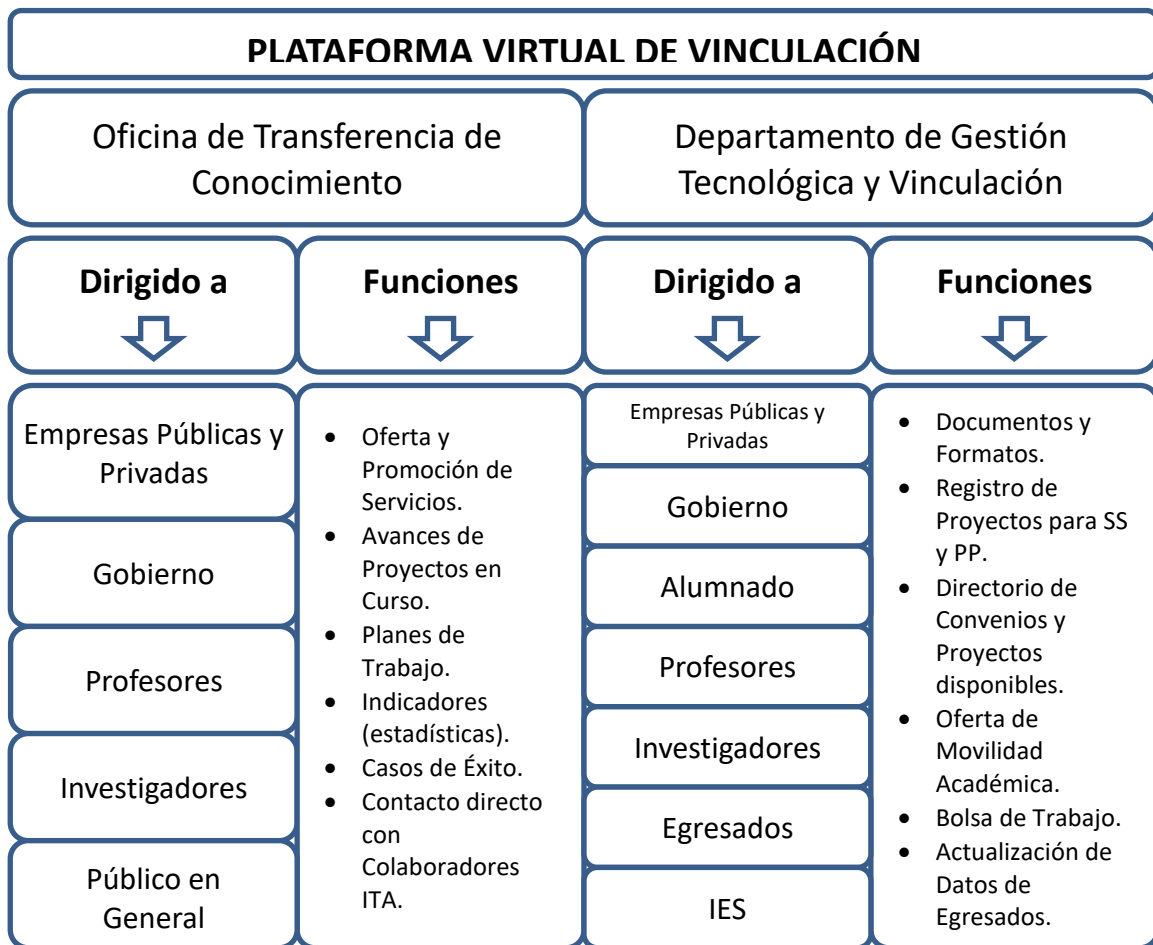 PLATAFORMA VIRTUAL DE VINCULACIÓN
Oficina de Transferencia de
Conocimiento
Departamento de Gestión
Tecnológica y Vinculación
Dirigido a
Funciones
Dirigido a
Funciones
Empresas Públicas y
Privadas
Gobierno
Profesores
Investigadores
Público en
General
• Oferta y
Promoción de
Servicios.
• Avances de
Proyectos en
Curso.
• Planes de
Trabajo.
• Indicadores
(estadísticas).
• Casos de Éxito.
• Contacto directo
con
Colaboradores
ITA.
Empresas Públicas y
Privadas
Gobierno
Alumnado
Profesores
Investigadores
Egresados
IES
• Documentos y
Formatos.
• Registro de
Proyectos para SS
y PP.
• Directorio de
Convenios y
Proyectos
disponibles.
• Oferta de
Movilidad
Académica.
• Bolsa de Trabajo.
• Actualización de
Datos de
Egresados.